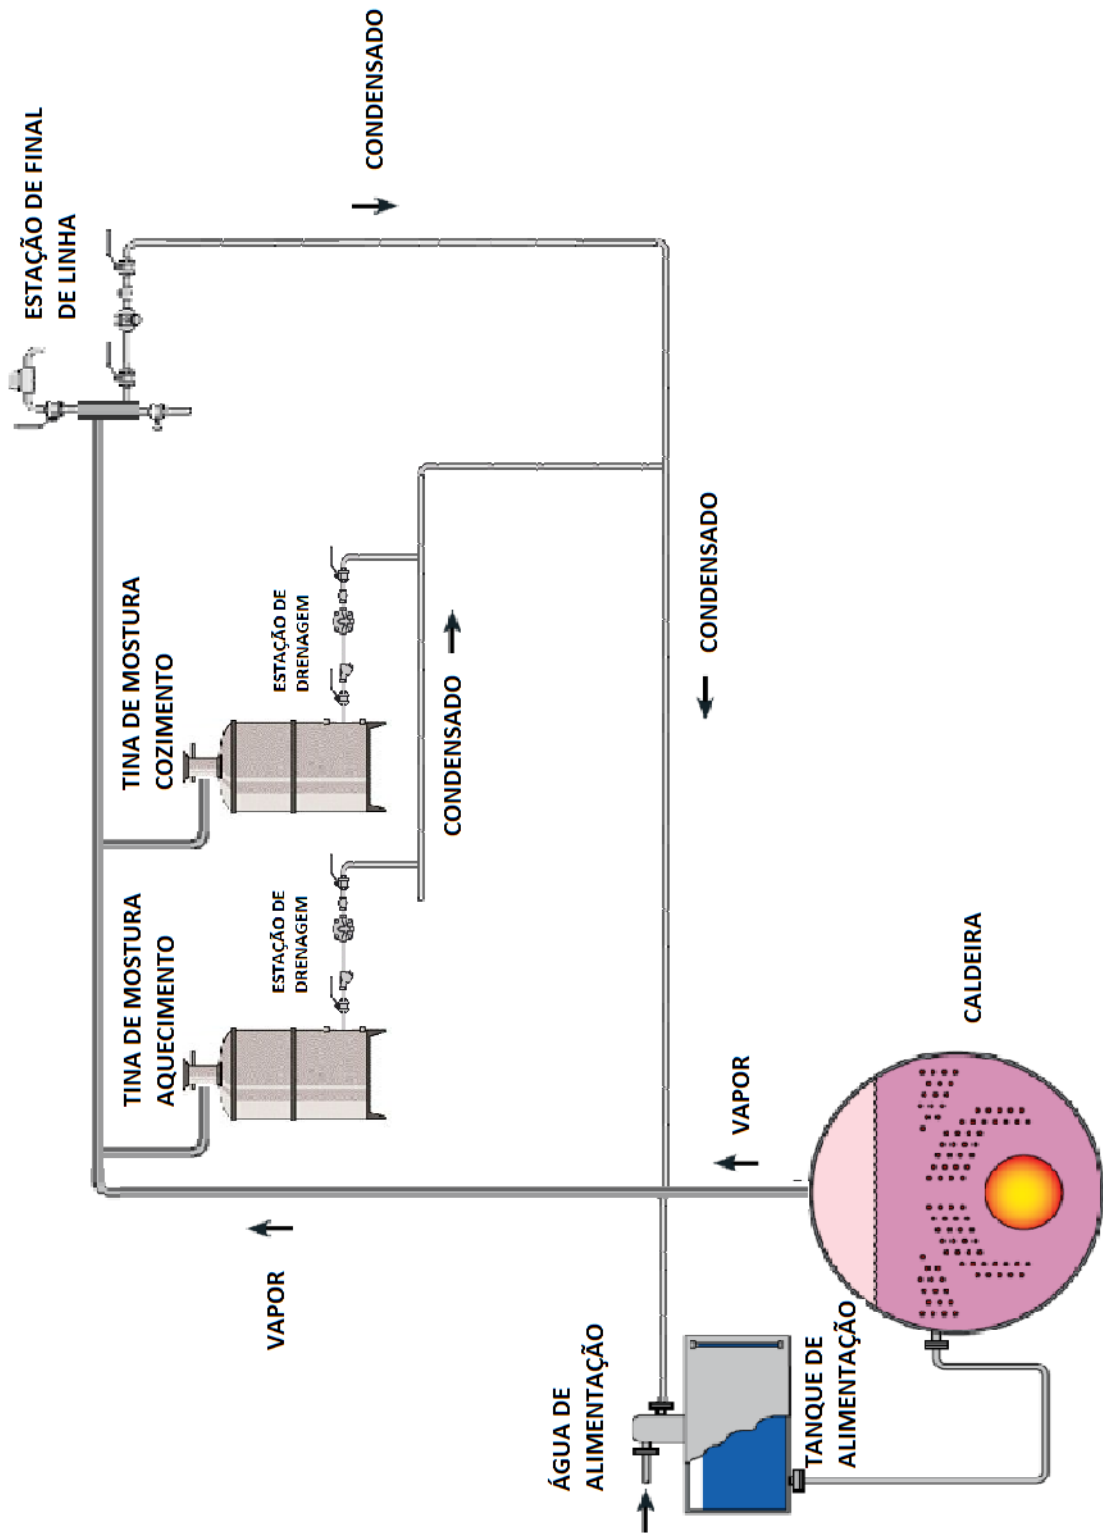 ESTAÇÃO DE FINAL
DE LINHA
CONDENSADO
TINA DE MOSTURA
COZIMENTO
ESTAÇÃO DE
DRENAGEM
TINA DE MOSTURA
AQUECIMENTO
ESTAÇÃO DE
DRENAGEM
CONDENSADO
CONDENSADO
VAPOR
VAPOR
CALDEIRA
ÁGUA DE
ALIMENTAÇÃO
TANQUE DE
ALIMENTAÇÃO